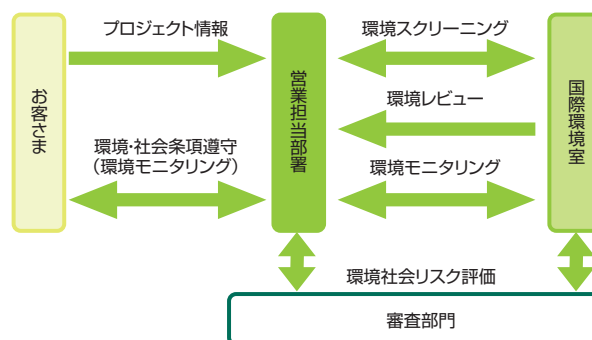 プロジェクト情報
環境スクリーニング
お客さま
営業担当部署
国際環境室
環境レビュー
環境・社会条項遵守
（環境モニタリング）
環境モニタリング
環境社会リスク評価
審査部門